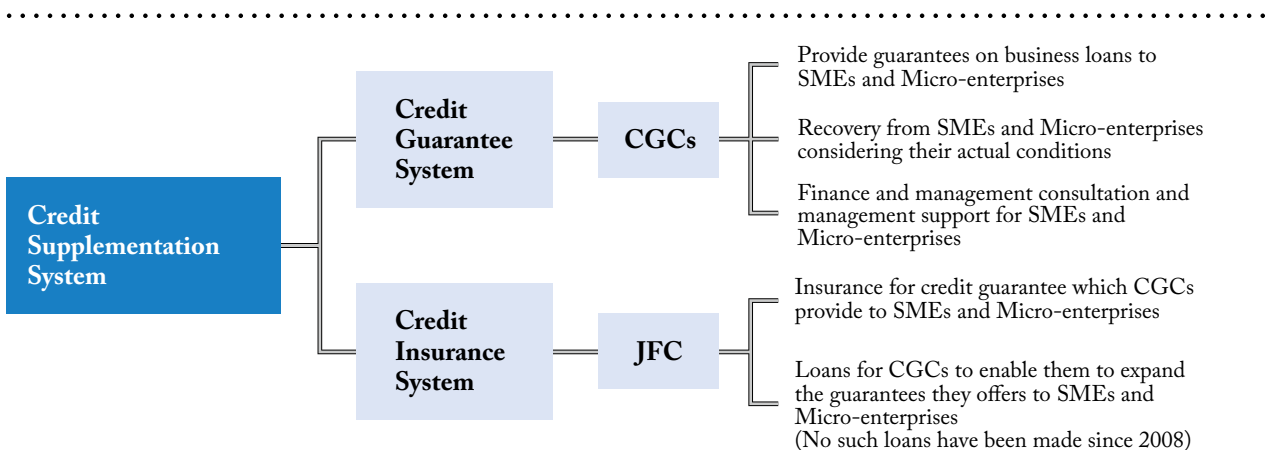 Credit
Supplementation
System
Credit
Guarantee
System
CGCs
Provide guarantees on business loans to
SMEs and Micro-enterprises
Recovery from SMEs and Micro-enterprises
considering their actual conditions
Finance and management consultation and
management support for SMEs and
Micro-enterprises
Credit
Insurance
System
JFC
Insurance for credit guarantee which CGCs
provide to SMEs and Micro-enterprises
Loans for CGCs to enable them to expand
the guarantees they offers to SMEs and
Micro-enterprises
(No such loans have been made since 2008)